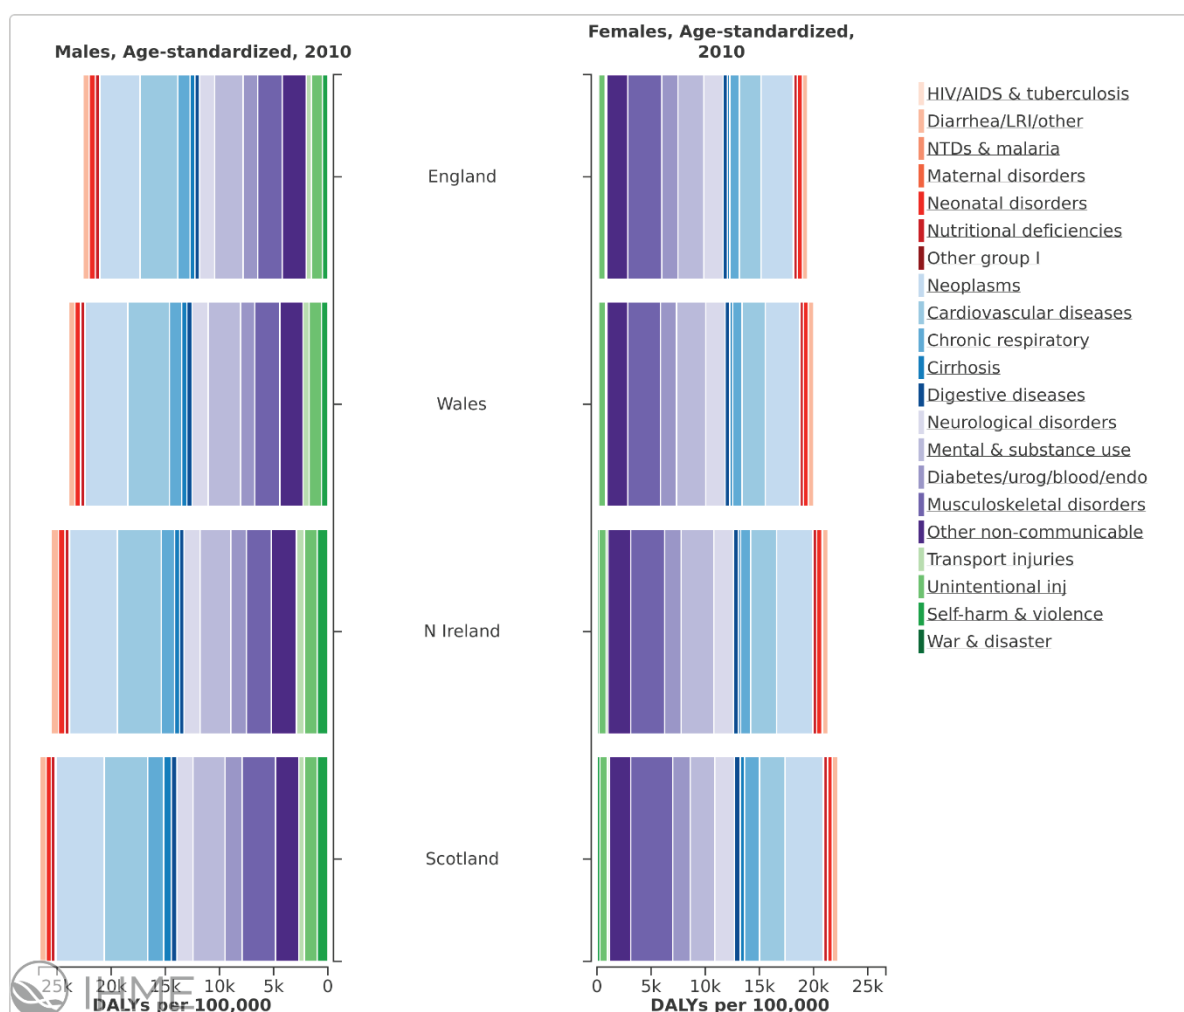 Males, Age-standardized, 2010
Females, Age-standardized,
2010
England
Wales
N Ireland
Scotland
HIV/AIDS & tuberculosis
Diarrhea/LRI/other
NTDs & malaria
Maternal disorders
Neonatal disorders
Nutritional deficiencies
Other group I
Neoplasms
Cardiovascular diseases
Chronic respiratory
Cirrhosis
Digestive diseases
Neurological disorders
Mental & substance use
Diabetes/urog/blood/endo
Musculoskeletal disorders
Other non-communicable
Transport injuries
Unintentional inj
Self-harm & violence
War & disaster
25k 20k 15k 10k 5k 0
0 5k 10k 15k 20k 25k
IHME
DALYs per 100,000
DALYs per 100,000